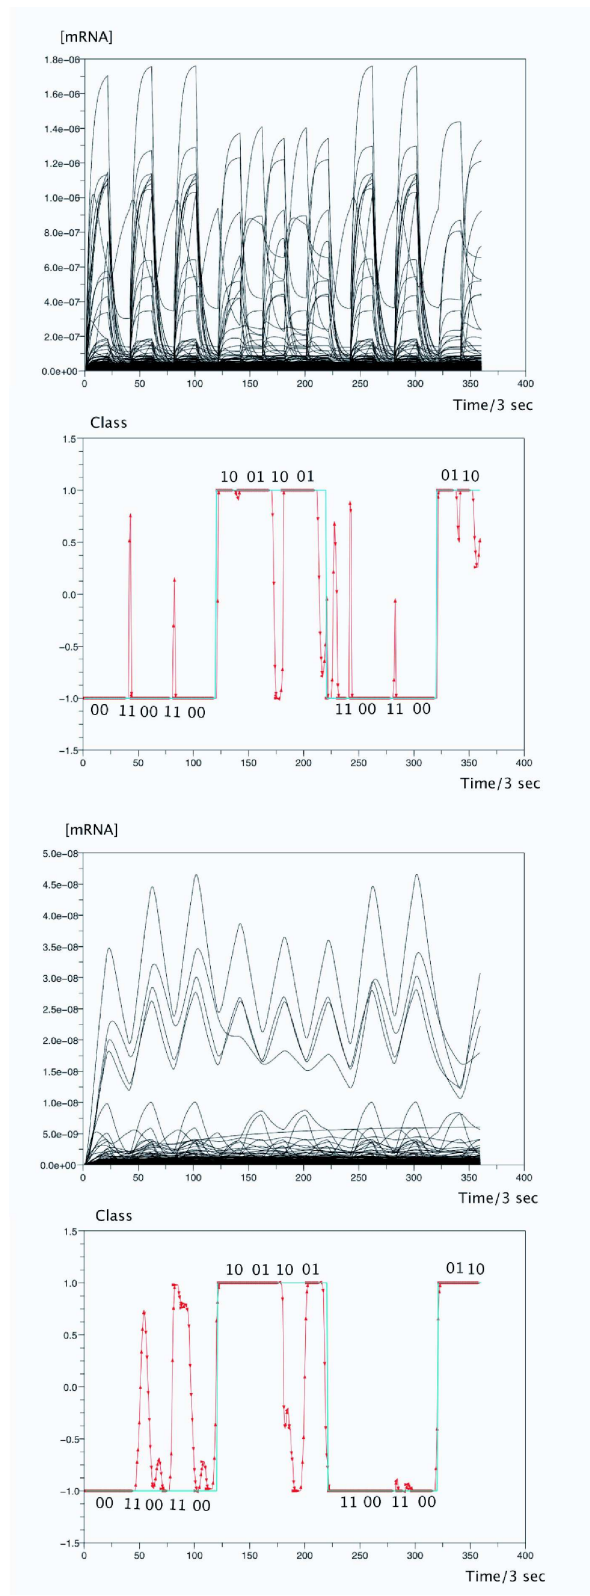 [mRNA]
1.8e-06
1.6e-06
1.4e-06
1.2e-06
1.0e-06
8.0e-07
6.0e-07
4.0e-07
2.0e-07
0.0e+00
0 50 100 150 200 250 300 350 400
Time/3 sec
Class
1.5
1.0
0.5
0.0
-0.5
-1.0
-1.5
10 01 10 01 01 10
00 11 00 11 00 11 00 11 00
0 50 100 150 200 250 300 350 400
Time/3 sec
[mRNA]
5.0e-08
4.5e-08
4.0e-08
3.5e-08
3.0e-08
2.5e-08
2.0e-08
1.5e-08
1.0e-08
5.0e-09
0.0e+00
0 50 100 150 200 250 300 350 400
Time/3 sec
Class
1.5
1.0
0.5
0.0
-0.5
-1.0
-1.5
10 01 10 01 01 10
00 11 00 11 00 11 00 11 00
0 50 100 150 200 250 300 350 400
Time/3 sec